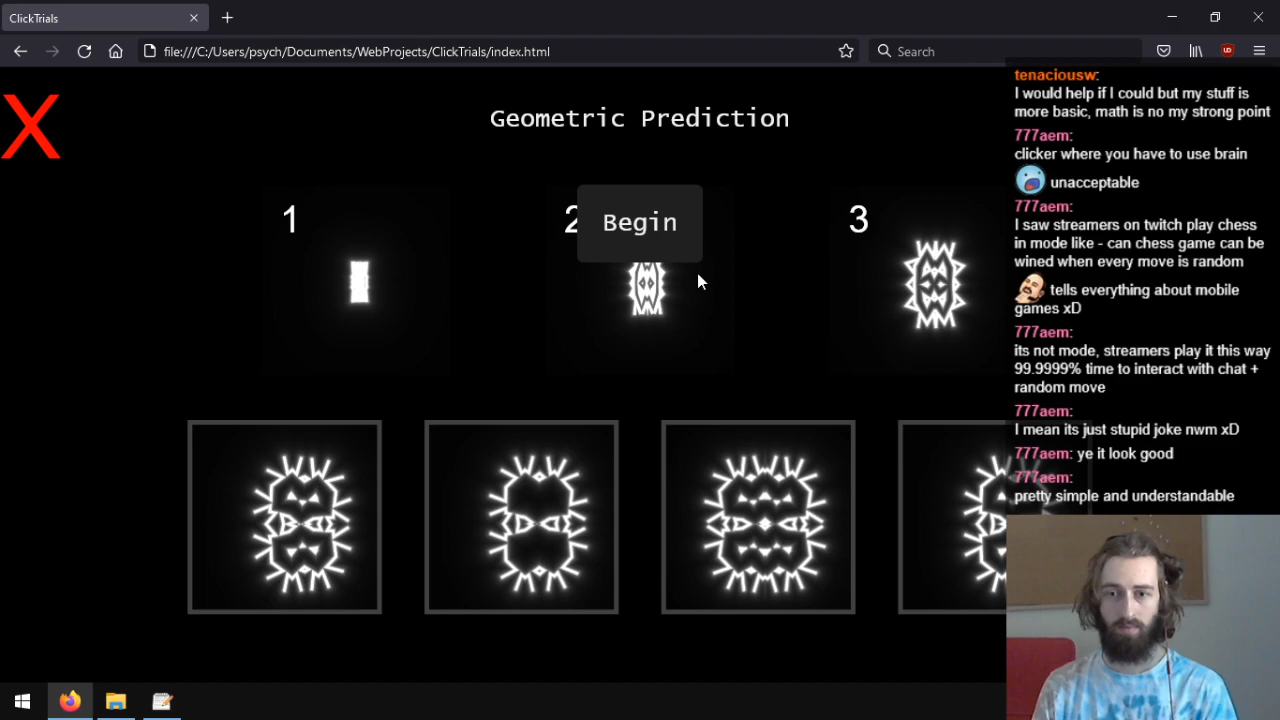 ClickTrials
file:///C:/Users/psych/Documents/WebProjects/ClickTrials/index.html
Search
X
Geometric Prediction
1
2
Begin
3
tenaciousw:
I would help if I could but my stuff is
more basic, math is no my strong point
777aem:
clicker where you have to use brain
unacceptable
777aem:
I saw streamers on twitch play chess
in mode like - can chess game can be
wined when every move is random
tells everything about mobile
games xD
777aem:
its not mode, streamers play it this way
99.9999% time to interact with chat +
random move
777aem:
I mean its just stupid joke nwm xD
777aem: ye it look good
777aem:
pretty simple and understandable